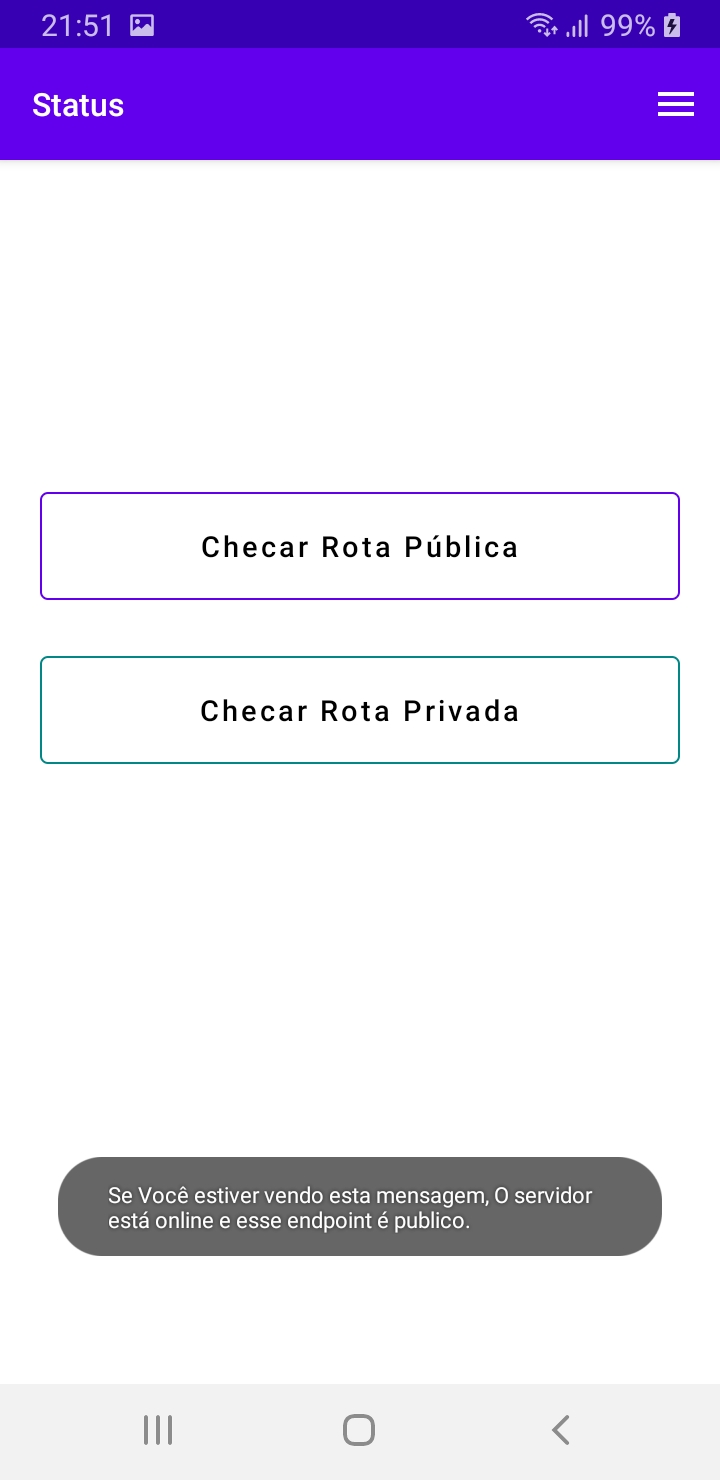 21:51 99%
Status
Checar Rota Pública
Checar Rota Privada
Se Você estiver vendo esta mensagem, O servidor
está online e esse endpoint é publico.